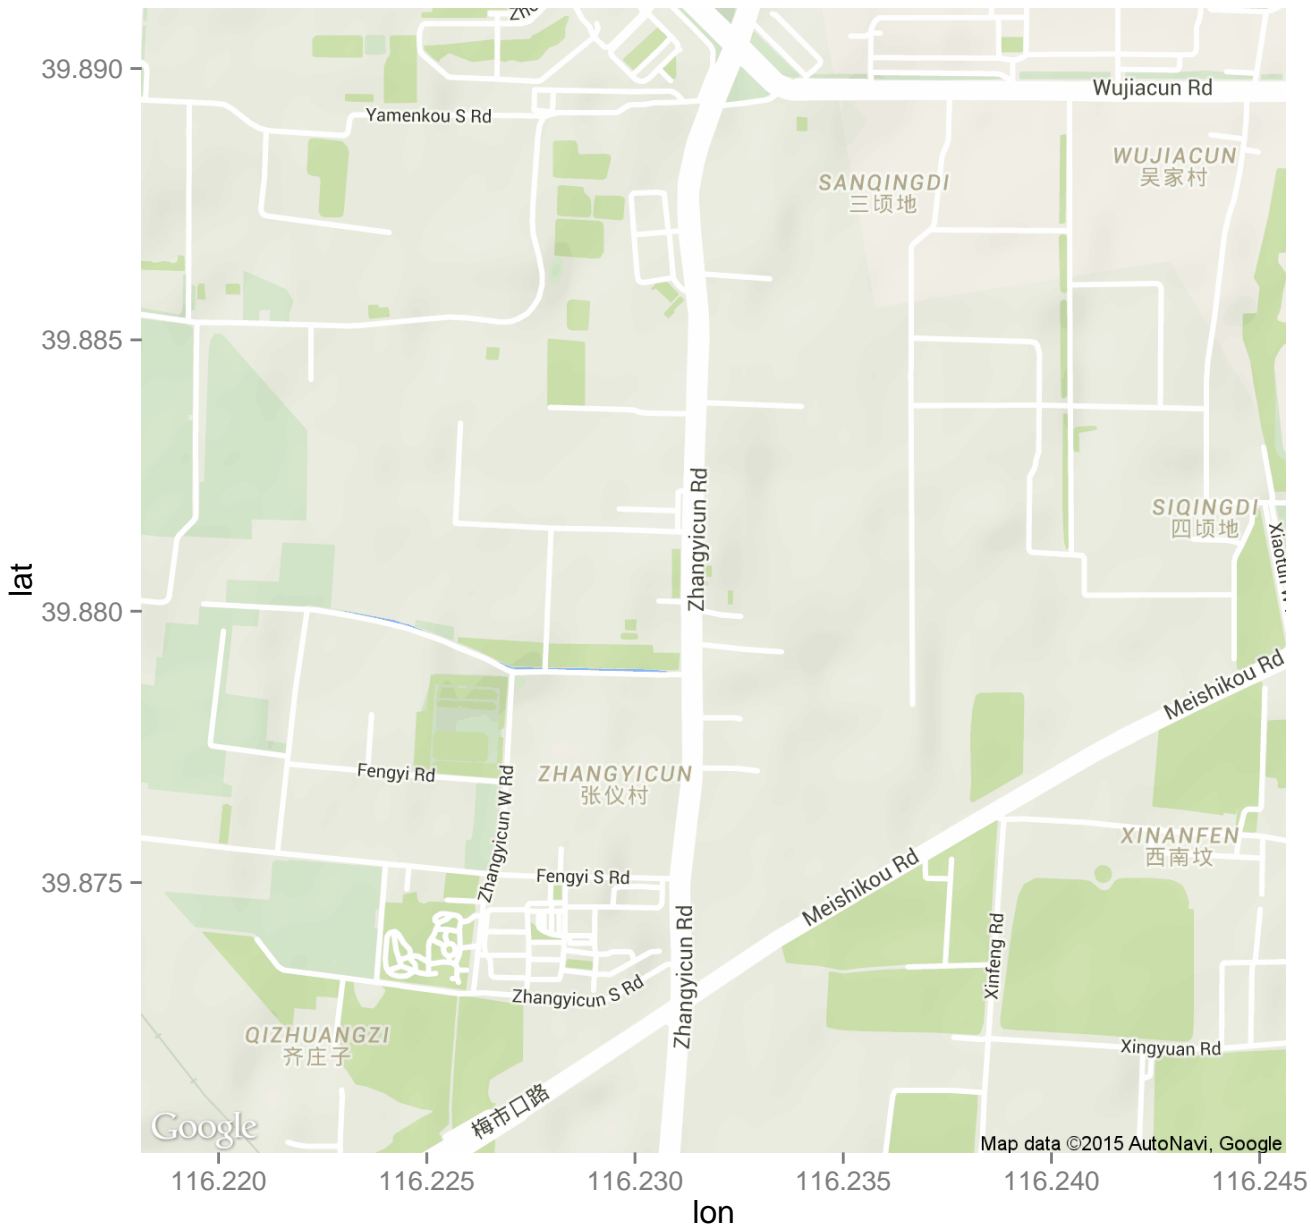 39.890
Wujiacun Rd
Yamenkou S Rd
WUJIACUN
吴家村
SANQINGDI
三顷地
39.885
Zhangyicun Rd
SIQINGDI
四顷地
lat
39.880
Meishikou Rd
Fengyi Rd
ZHANGYICUN
张仪村
Zhangyicun W Rd
XINANFEN
西南坟
Meishikou Rd
39.875
Fengyi S Rd
Zhangyicun Rd
Xinfeng Rd
Zhangyicun S Rd
QIZHUANGZI
齐庄子
Xingyuan Rd
梅市口路
Google
Map data ©2015 AutoNavi, Google
116.220
116.225
116.230
116.235
116.240
116.245
lon